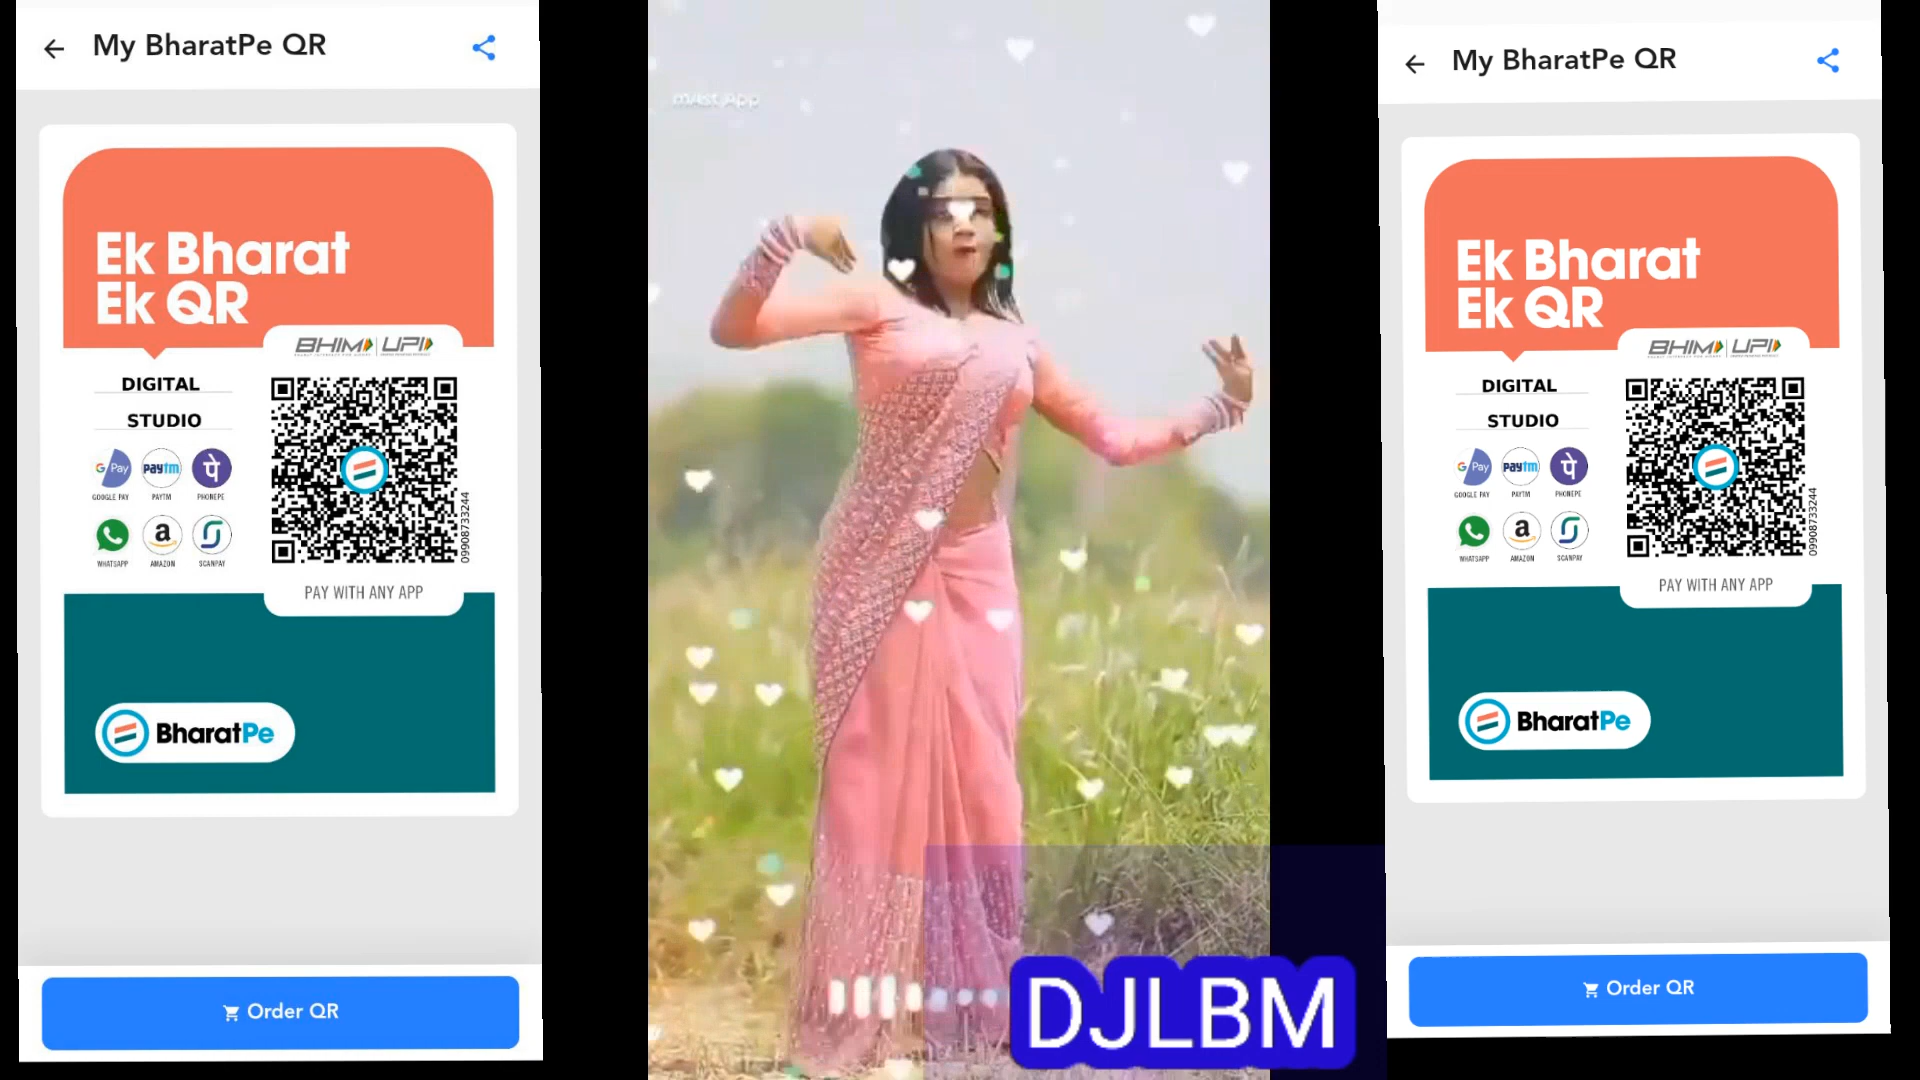 My BharatPe QR
Ek Bharat
Ek QR
BHIM UPI
DIGITAL
STUDIO
G Pay
paytm
GOOGLE PAY
PAYTM
PHONEPE
WHATSAPP
AMAZON
SCANPAY
09908733244
PAY WITH ANY APP
BharatPe
Order QR
mAst App
DJLBM
My BharatPe QR
Ek Bharat
Ek QR
BHIM UPI
DIGITAL
STUDIO
G Pay
paytm
GOOGLE PAY
PAYTM
PHONEPE
WHATSAPP
AMAZON
SCANPAY
09908733244
PAY WITH ANY APP
BharatPe
Order QR